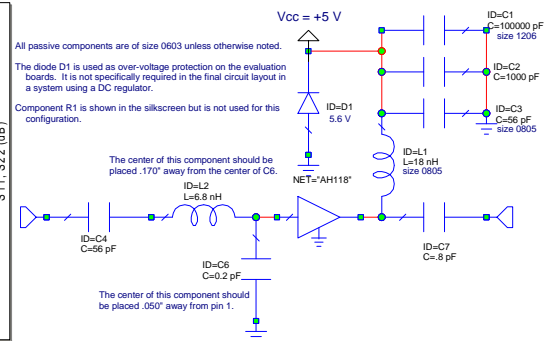 Vcc = +5 V
ID=C1
C=100000 pF
size 1206
All passive components are of size 0603 unless otherwise noted.
The diode D1 is used as over-voltage protection on the evaluation
boards. It is not specifically required in the final circuit layout in
a system using a DC regulator.
ID=C2
C=1000 pF
Component R1 is shown in the silkscreen but is not used for this
configuration.
ID=D1
5.6 V
ID=C3
C=56 pF
size 0805
S11, S22 (dB)
The center of this component should be
placed .170" away from the center of C6.
ID=L1
L=18 nH
size 0805
NET="AH118"
ID=L2
L=6.8 nH
ID=C4
C=56 pF
ID=C6
C=0.2 pF
ID=C7
C=.8 pF
The center of this component should
be placed .050" away from pin 1.